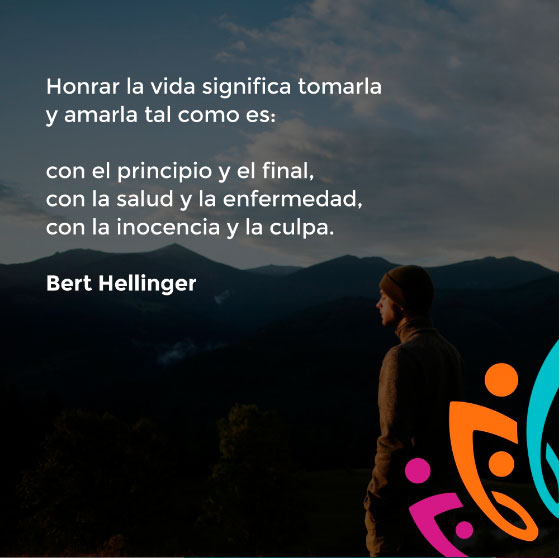 Honrar la vida significa tomarla
y amarla tal como es:
con el principio y el final,
con la salud y la enfermedad,
con la inocencia y la culpa.
Bert Hellinger